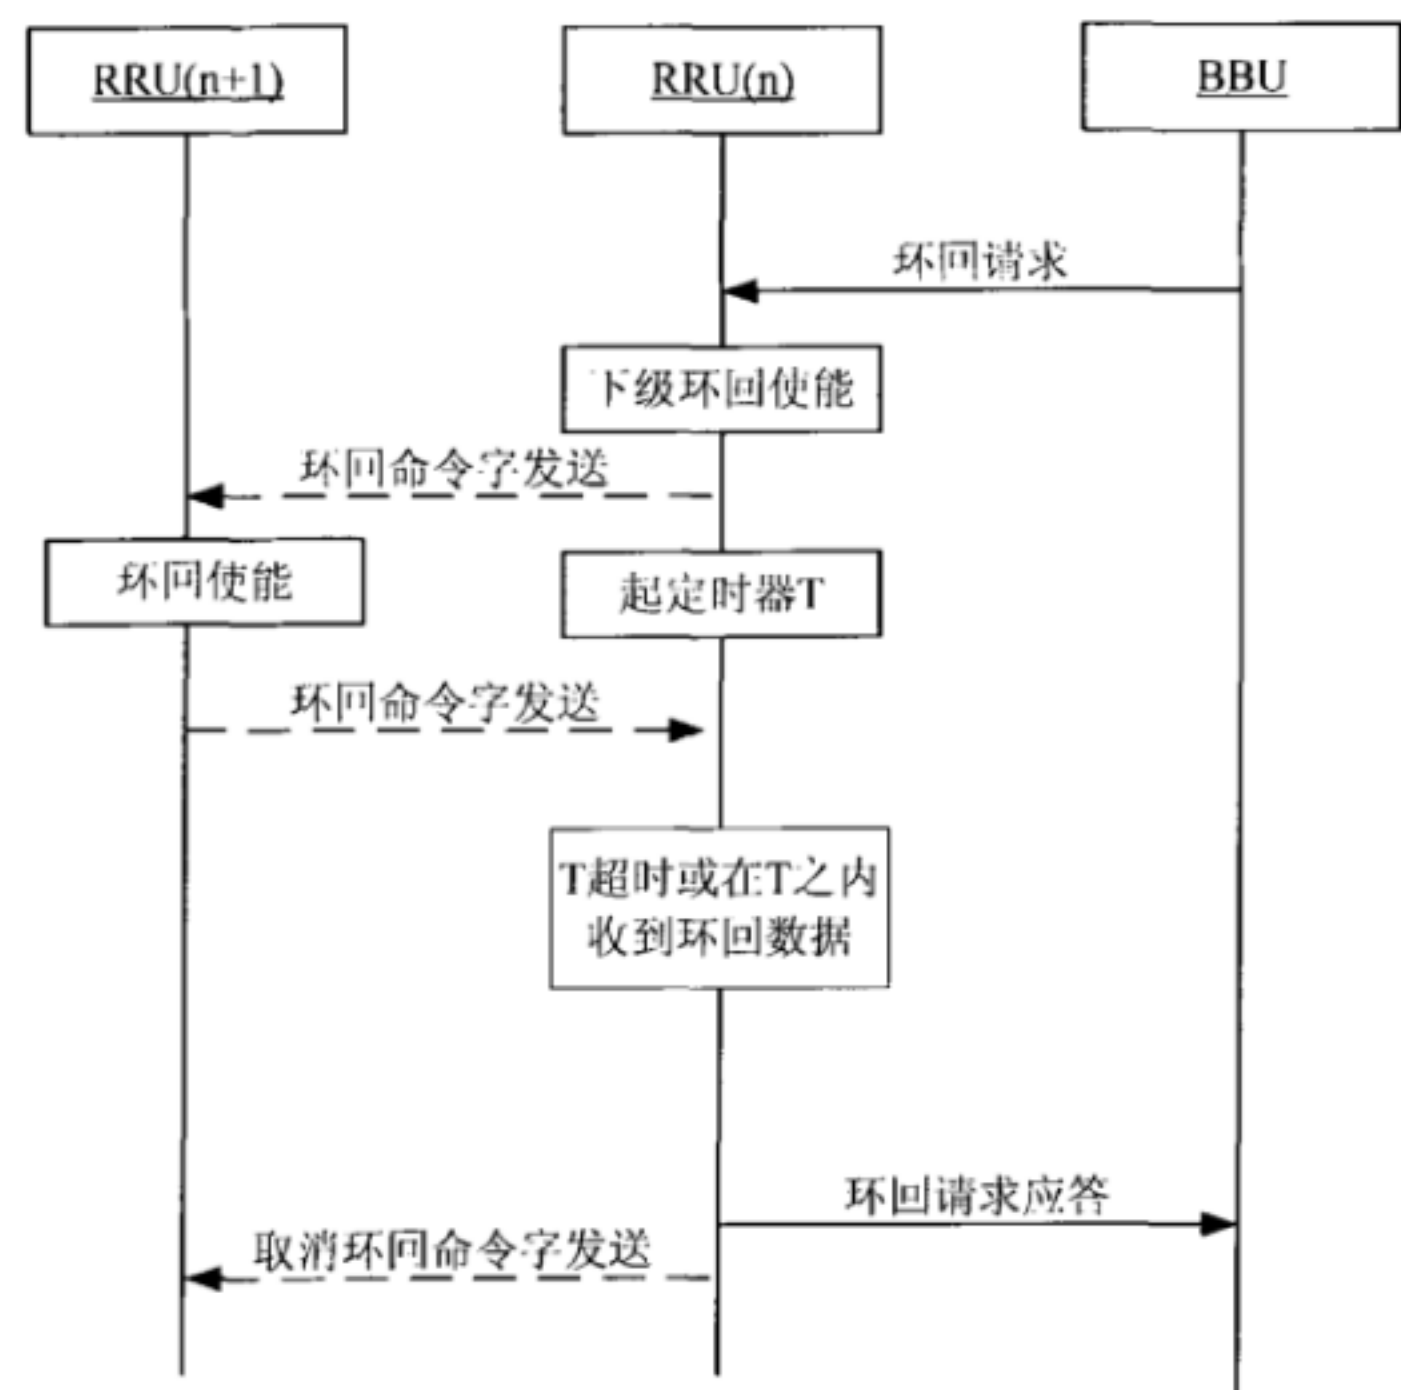 RRU(n+1)
RRU(n)
BBU
环回请求
下级环回使能
环回命令字发送
环回使能
起定时器T
环回命令字发送
T超时或在T之内
收到环回数据
环回请求应答
取消环回命令字发送